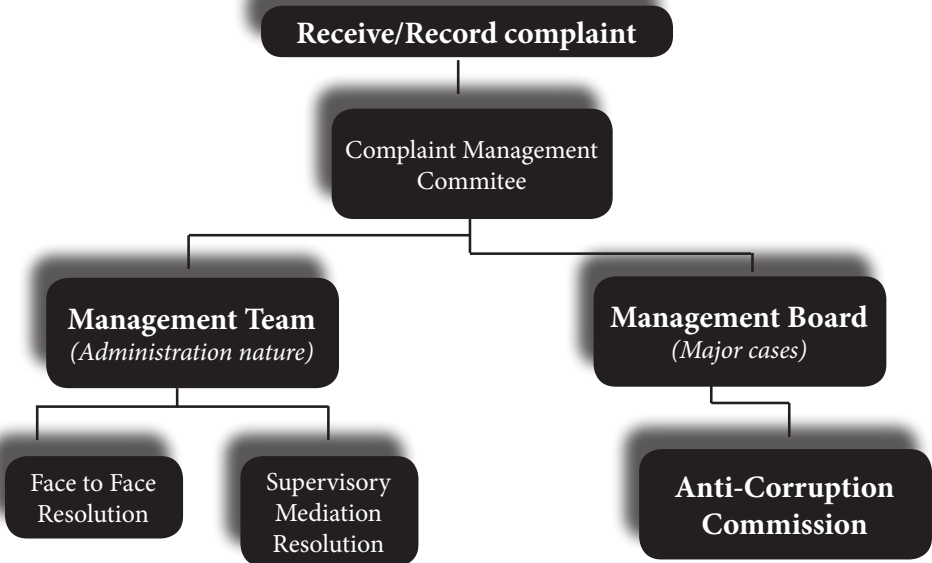 Receive/Record complaint
Complaint Management
Commitee
Management Team
(Administration nature)
Management Board
(Major cases)
Face to Face
Resolution
Supervisory
Mediation
Resolution
Anti-Corruption
Commission